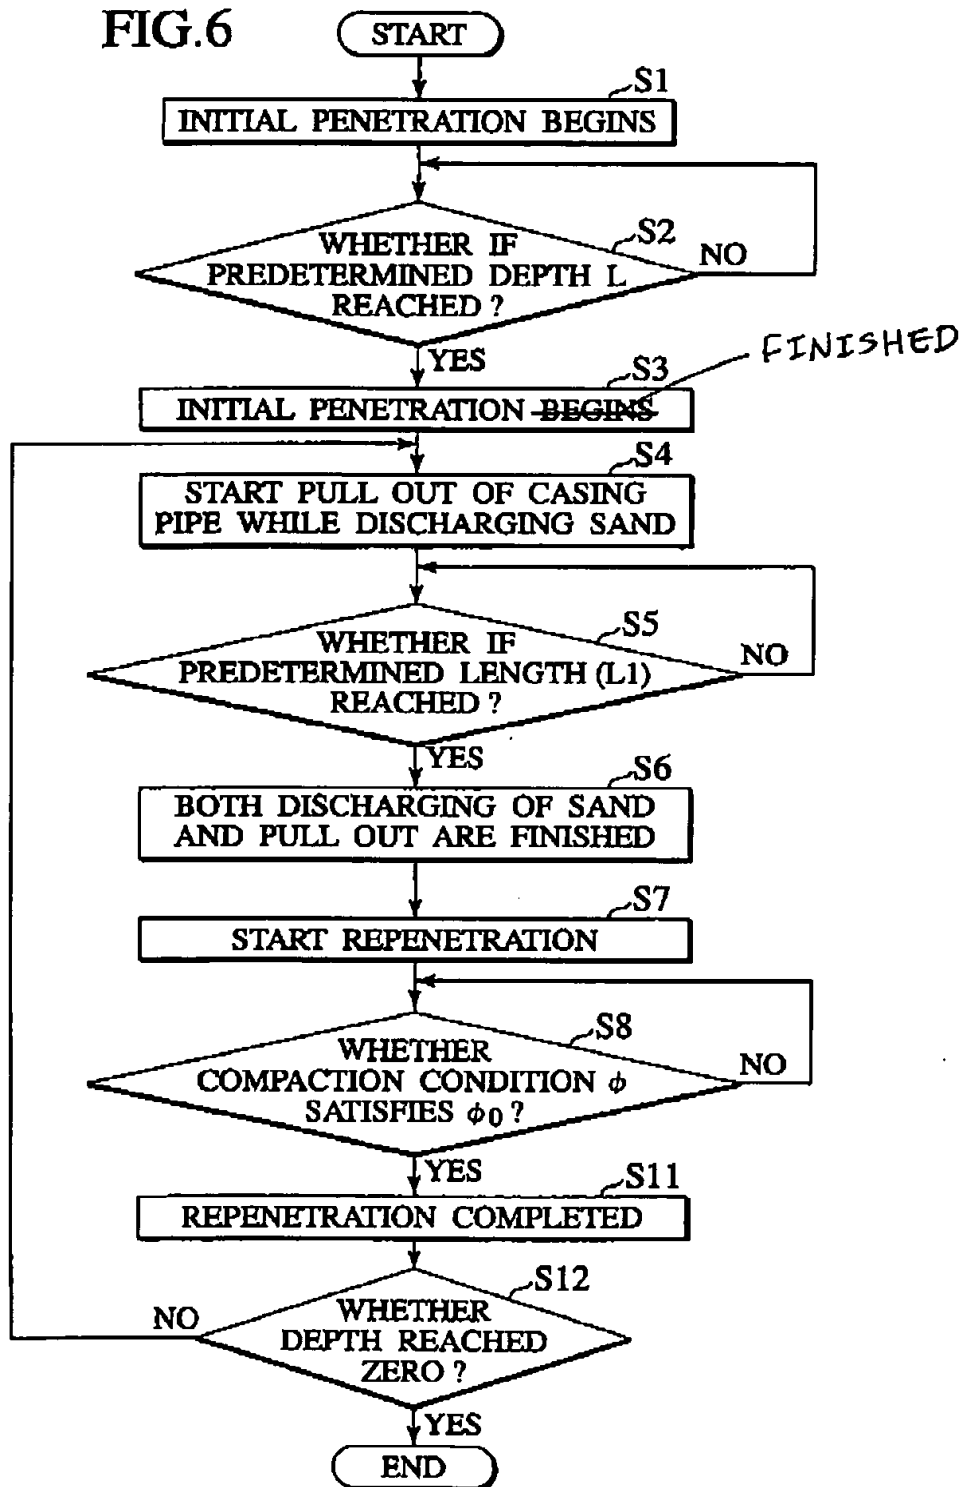 FIG.6
START
S1
INITIAL PENETRATION BEGINS
S2
WHETHER IF
PREDETERMINED DEPTH L
REACHED ?
NO
YES
FINISHED
S3
INITIAL PENETRATION BEGINS
S4
START PULL OUT OF CASING
PIPE WHILE DISCHARGING SAND
S5
WHETHER IF
PREDETERMINED LENGTH (L1)
REACHED ?
NO
YES
S6
BOTH DISCHARGING OF SAND
AND PULL OUT ARE FINISHED
S7
START REPENETRATION
S8
WHETHER
COMPACTION CONDITION ϕ
SATISFIES ϕ0 ?
NO
YES
S11
REPENETRATION COMPLETED
S12
WHETHER
DEPTH REACHED
ZERO ?
NO
YES
END